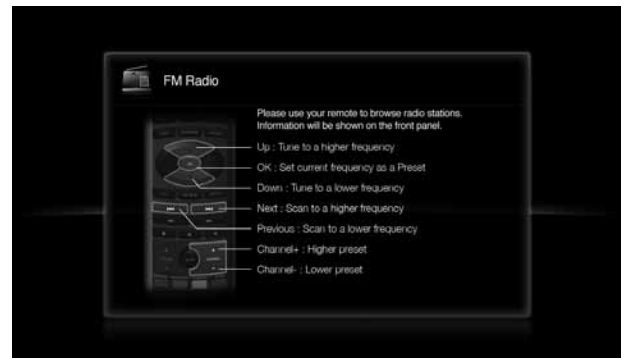 FM Radio
Please use your remote to browse radio stations.
Information will be shown on the front panel.
Up : Tune to a higher frequency
OK : Set current frequency as a Preset
Down : Tune to a lower frequency
Next : Scan to a higher frequency
Previous : Scan to a lower frequency
Channel+ : Higher preset
Channel- : Lower preset